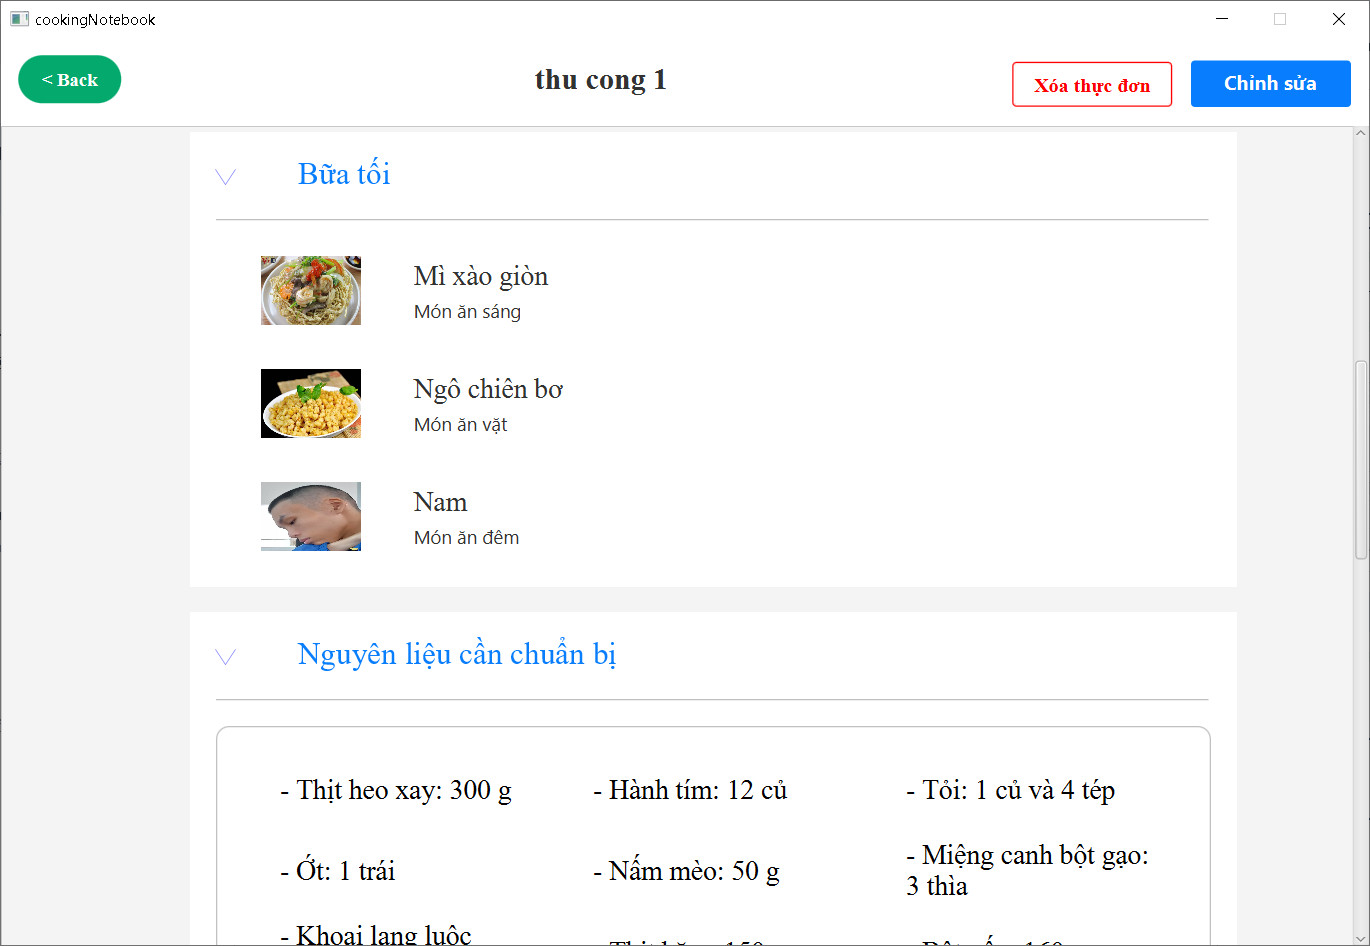 cookingNotebook
< Back
thu cong 1
Xóa thực đơn
Chỉnh sửa
Bữa tối
Mì xào giòn
Món ăn sáng
Ngô chiên bơ
Món ăn vặt
Nam
Món ăn đêm
Nguyên liệu cần chuẩn bị
- Thịt heo xay: 300 g
- Hành tím: 12 củ
- Tỏi: 1 củ và 4 tép
- Ớt: 1 trái
- Nấm mèo: 50 g
- Miệng canh bột gạo:
3 thìa
- Khoai lang luộc